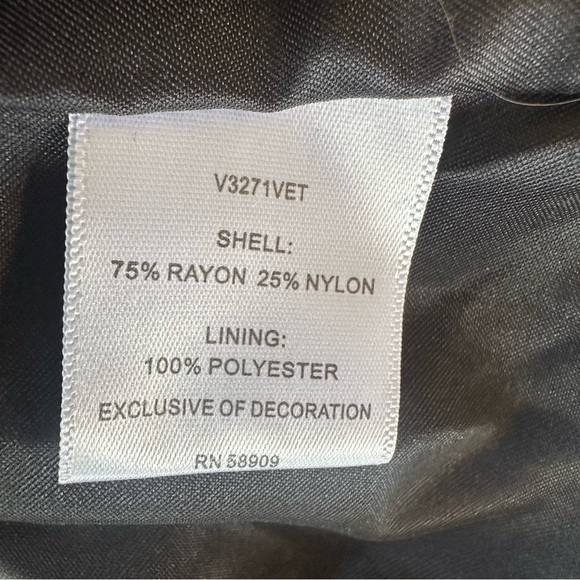 V3271VET
SHELL:
75% RAYON 25% NYLON
LINING:
100% POLYESTER
EXCLUSIVE OF DECORATION
RN 58909